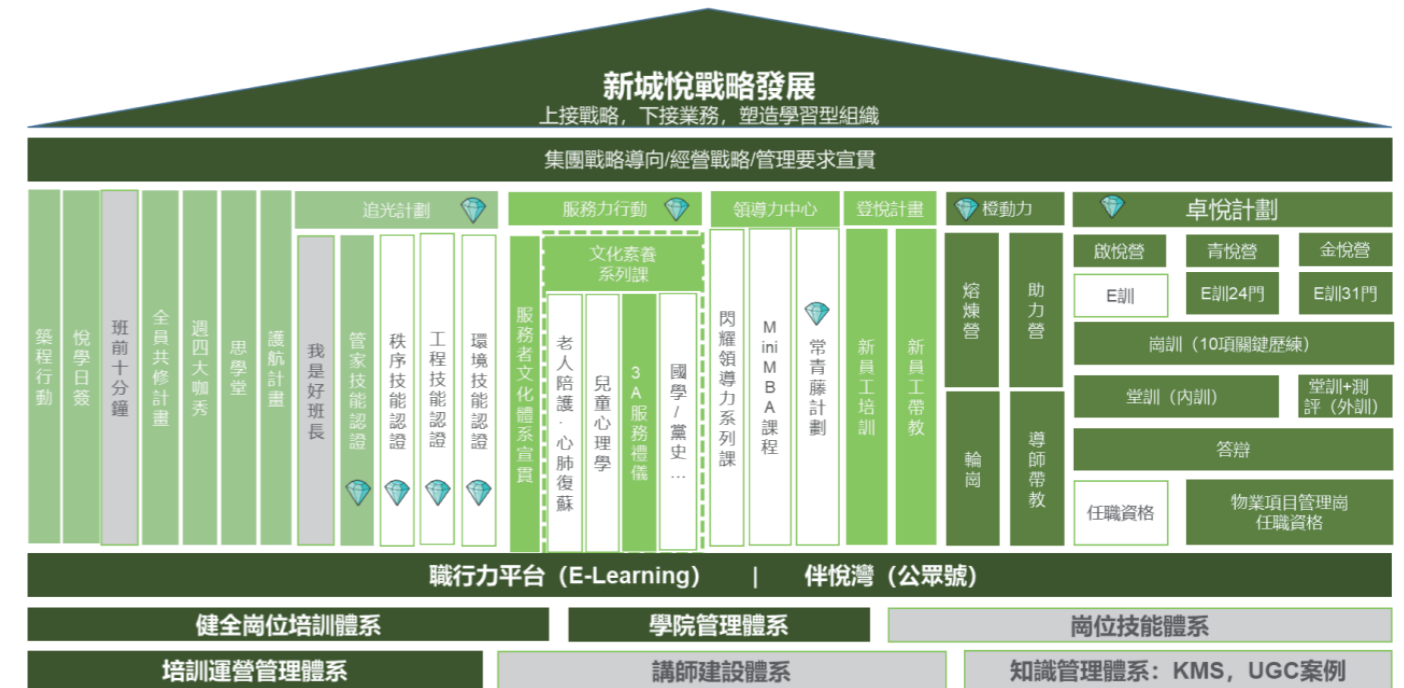 新城悅戰略發展
上接戰略，下接業務，塑造學習型組織
集團戰略導向/經營戰略/管理要求宣貫
築程行動
悅學日簽
班前十分鐘
全員共修計畫
週四大咖秀
思學堂
護航計畫
追光計劃
我是好班長
管家技能認證
秩序技能認證
工程技能認證
環境技能認證
服務力行動
服務者文化體系宣貫
文化素養
系列課
老人陪護·心肺復蘇
兒童心理學
3A服務禮儀
國學/黨史…
領導力中心
閃耀領導力系列課
Mini MBA課程
常青藤計劃
登悅計畫
新員工培訓
新員工帶教
橙動力
熔煉營
助力營
輪崗
導師帶教
卓悅計劃
啟悅營
青悅營
金悅營
E訓
E訓24門
E訓31門
崗訓（10項關鍵歷練）
堂訓（內訓）
堂訓+測
評（外訓）
答辯
任職資格
物業項目管理崗
任職資格
職行力平台（E-Learning） | 伴悅灣（公眾號）
健全崗位培訓體系
學院管理體系
崗位技能體系
培訓運營管理體系
講師建設體系
知識管理體系：KMS，UGC案例